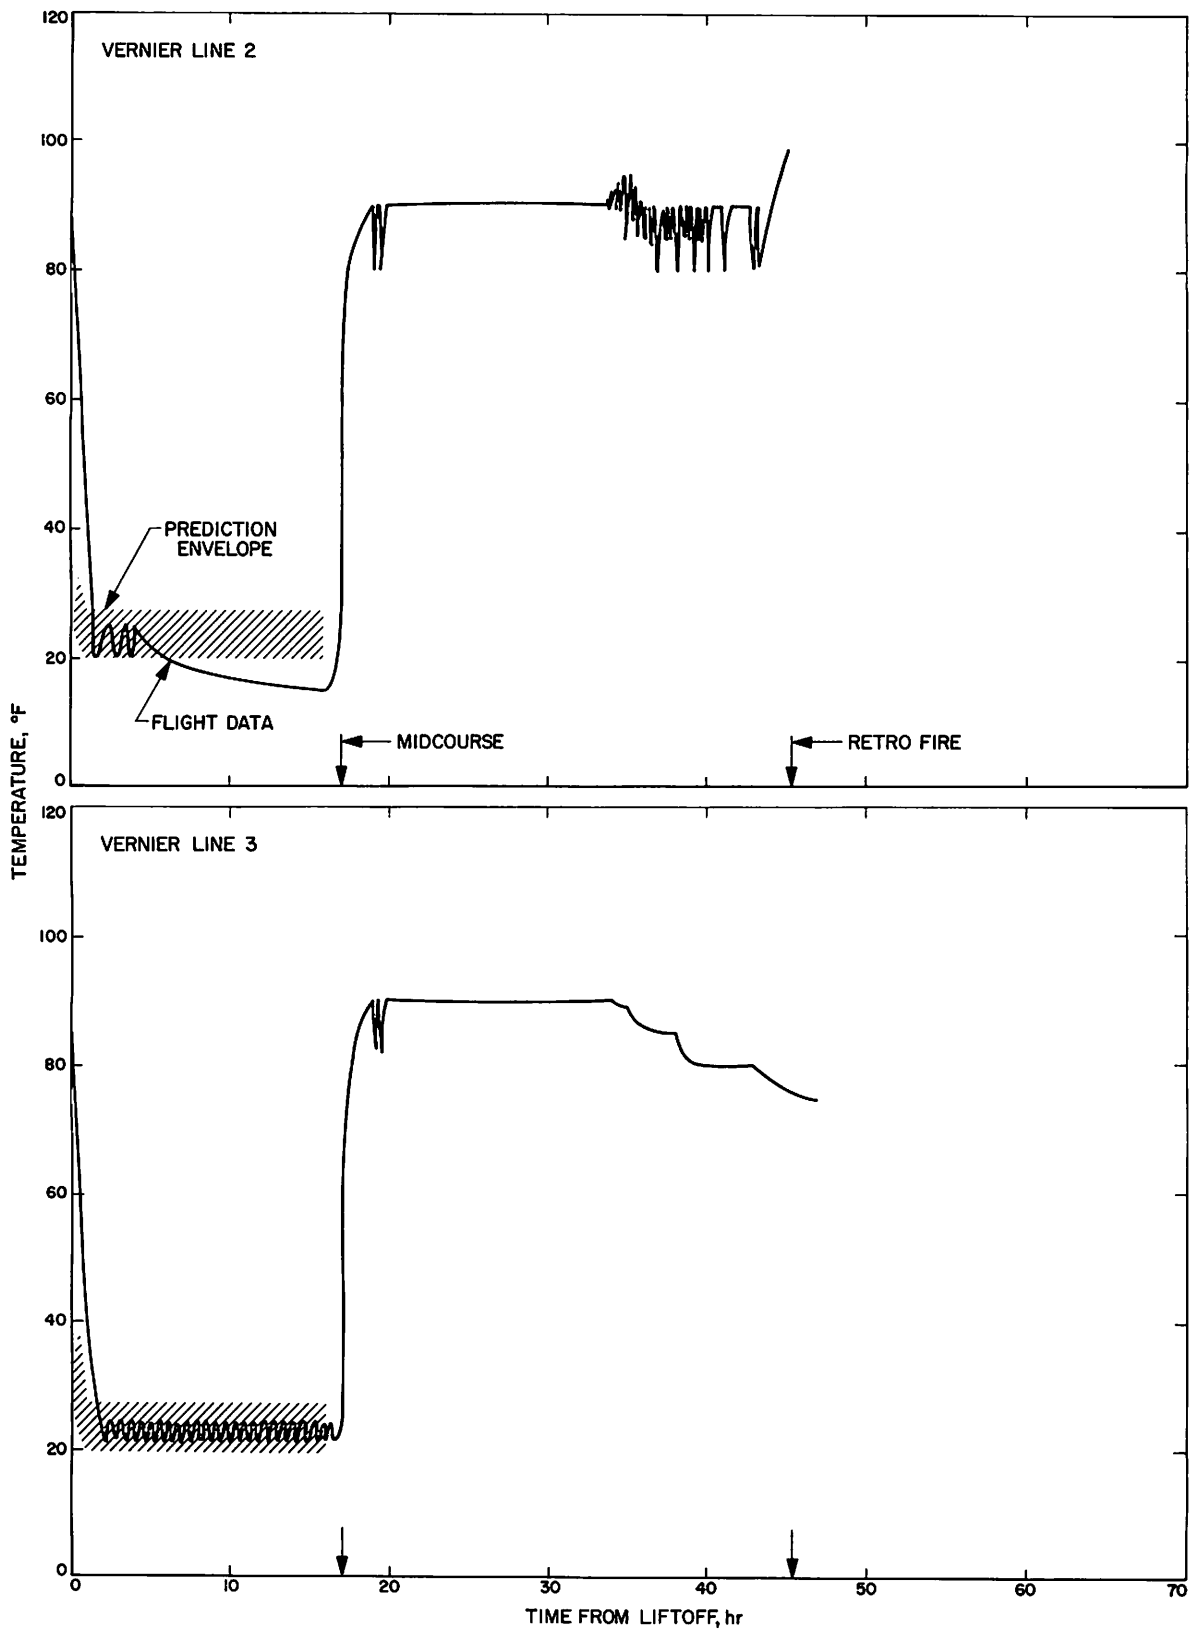 120
VERNIER LINE 2
100
80
60
40
PREDICTION
ENVELOPE
20
FLIGHT DATA
MIDCOURSE
RETRO FIRE
0
TEMPERATURE, °F
120
VERNIER LINE 3
100
80
60
40
20
0
0 10 20 30 40 50 60 70
TIME FROM LIFTOFF, hr